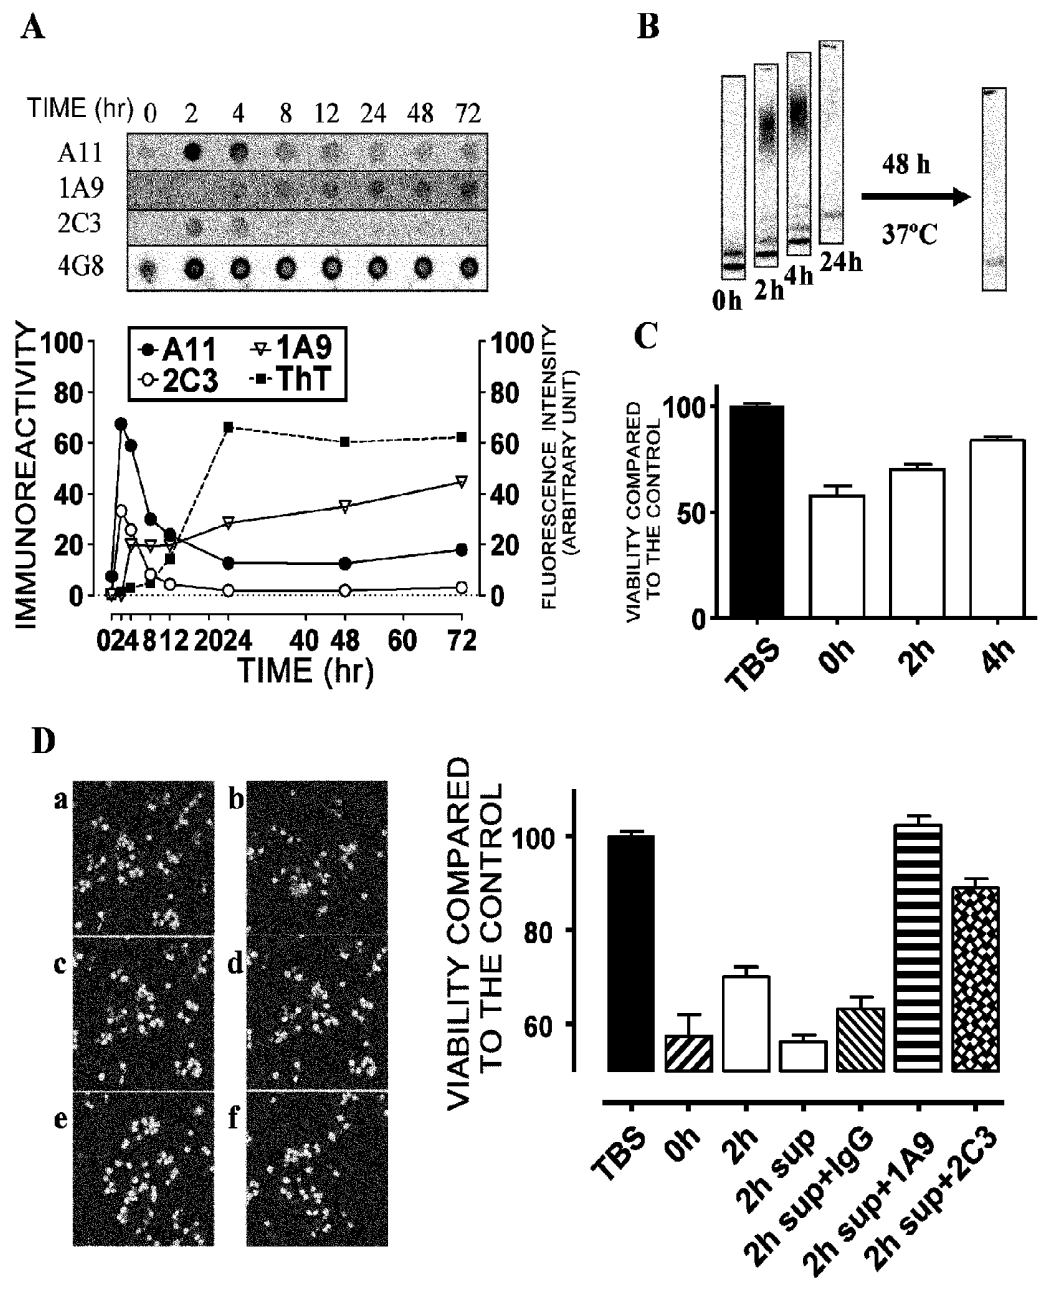 A
TIME (hr) 0 2 4 8 12 24 48 72
A11
1A9
2C3
4G8
IMMUNOREACTIVITY
100
80
60
40
20
0
A11 1A9
2C3 ThT
100
80
60
40
20
0
FLUORESCENCE INTENSITY
(ARBITRARY UNIT)
0 2 4 8 12 20 24 40 48 60 72
TIME (hr)
B
0h 2h 4h 24h
48 h
37ºC
C
VIABILITY COMPARED
TO THE CONTROL
100
50
0
TBS 0h 2h 4h
D
a b
c d
e f
VIABILITY COMPARED
TO THE CONTROL
100
80
60
TBS
0h
2h
2h sup
2h sup+IgG
2h sup+1A9
2h sup+2C3